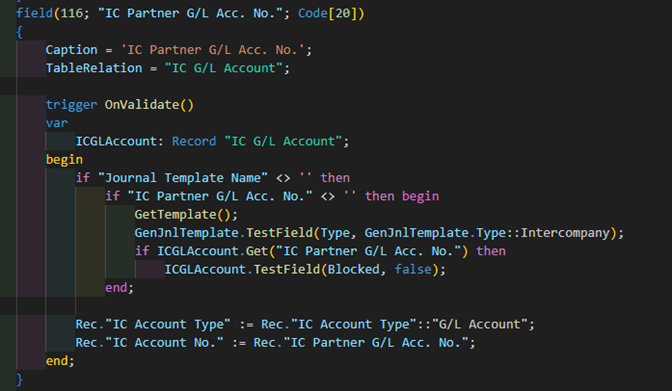 field(116; "IC Partner G/L Acc. No."; Code[20])
{
Caption = 'IC Partner G/L Acc. No.';
TableRelation = "IC G/L Account";
trigger OnValidate()
var
ICGLAccount: Record "IC G/L Account";
begin
if "Journal Template Name" <> '' then
if "IC Partner G/L Acc. No." <> '' then begin
GetTemplate();
GenJnlTemplate.TestField(Type, GenJnlTemplate.Type::Intercompany);
if ICGLAccount.Get("IC Partner G/L Acc. No.") then
ICGLAccount.TestField(Blocked, false);
end;
Rec."IC Account Type" := Rec."IC Account Type"::"G/L Account";
Rec."IC Account No." := Rec."IC Partner G/L Acc. No.";
end;
}